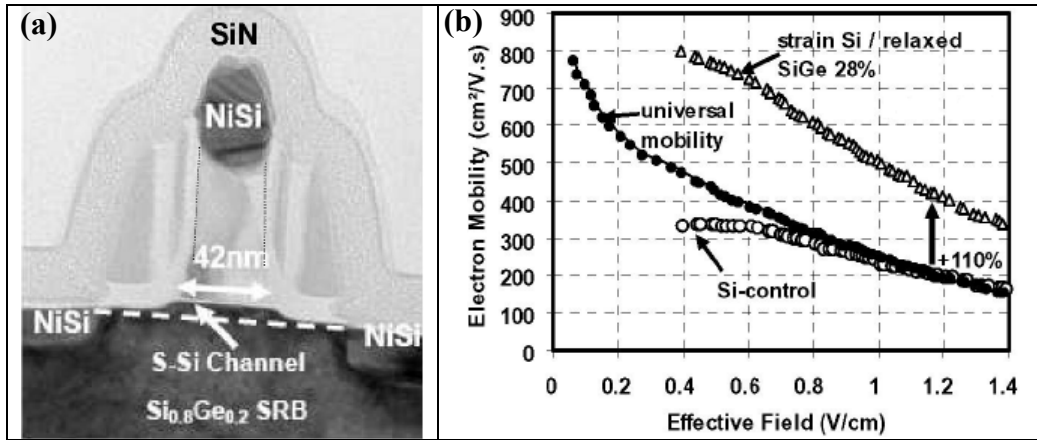 (a)
SiN
NiSi
42nm
NiSi
NiSi
S-Si Channel
Si₀.₈Ge₀.₂ SRB
(b)
900
800
700
600
500
400
300
200
100
0
Electron Mobility (cm²/V.s)
strain Si / relaxed
SiGe 28%
universal
mobility
+110%
Si-control
0 0.2 0.4 0.6 0.8 1 1.2 1.4
Effective Field (V/cm)